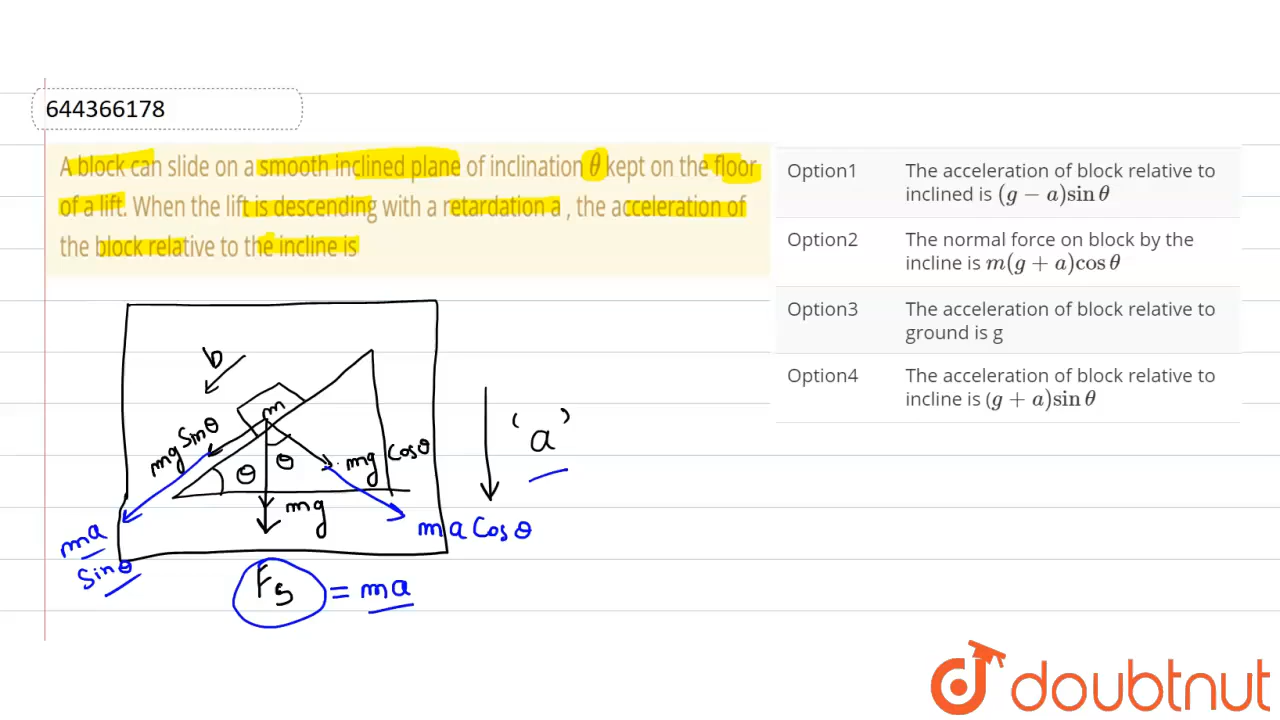 644366178
A block can slide on a smooth inclined plane of inclination θ kept on the floor
of a lift. When the lift is descending with a retardation a , the acceleration of
the block relative to the incline is
Option1 The acceleration of block relative to
inclined is (g − a)sinθ
Option2 The normal force on block by the
incline is m(g + a)cosθ
Option3 The acceleration of block relative to
ground is g
Option4 The acceleration of block relative to
incline is (g + a)sinθ
b
m
mg Sinθ
θ
θ
mg Cosθ
mg
'a'
ma
Sinθ
ma Cosθ
Fs = ma
doubtnut